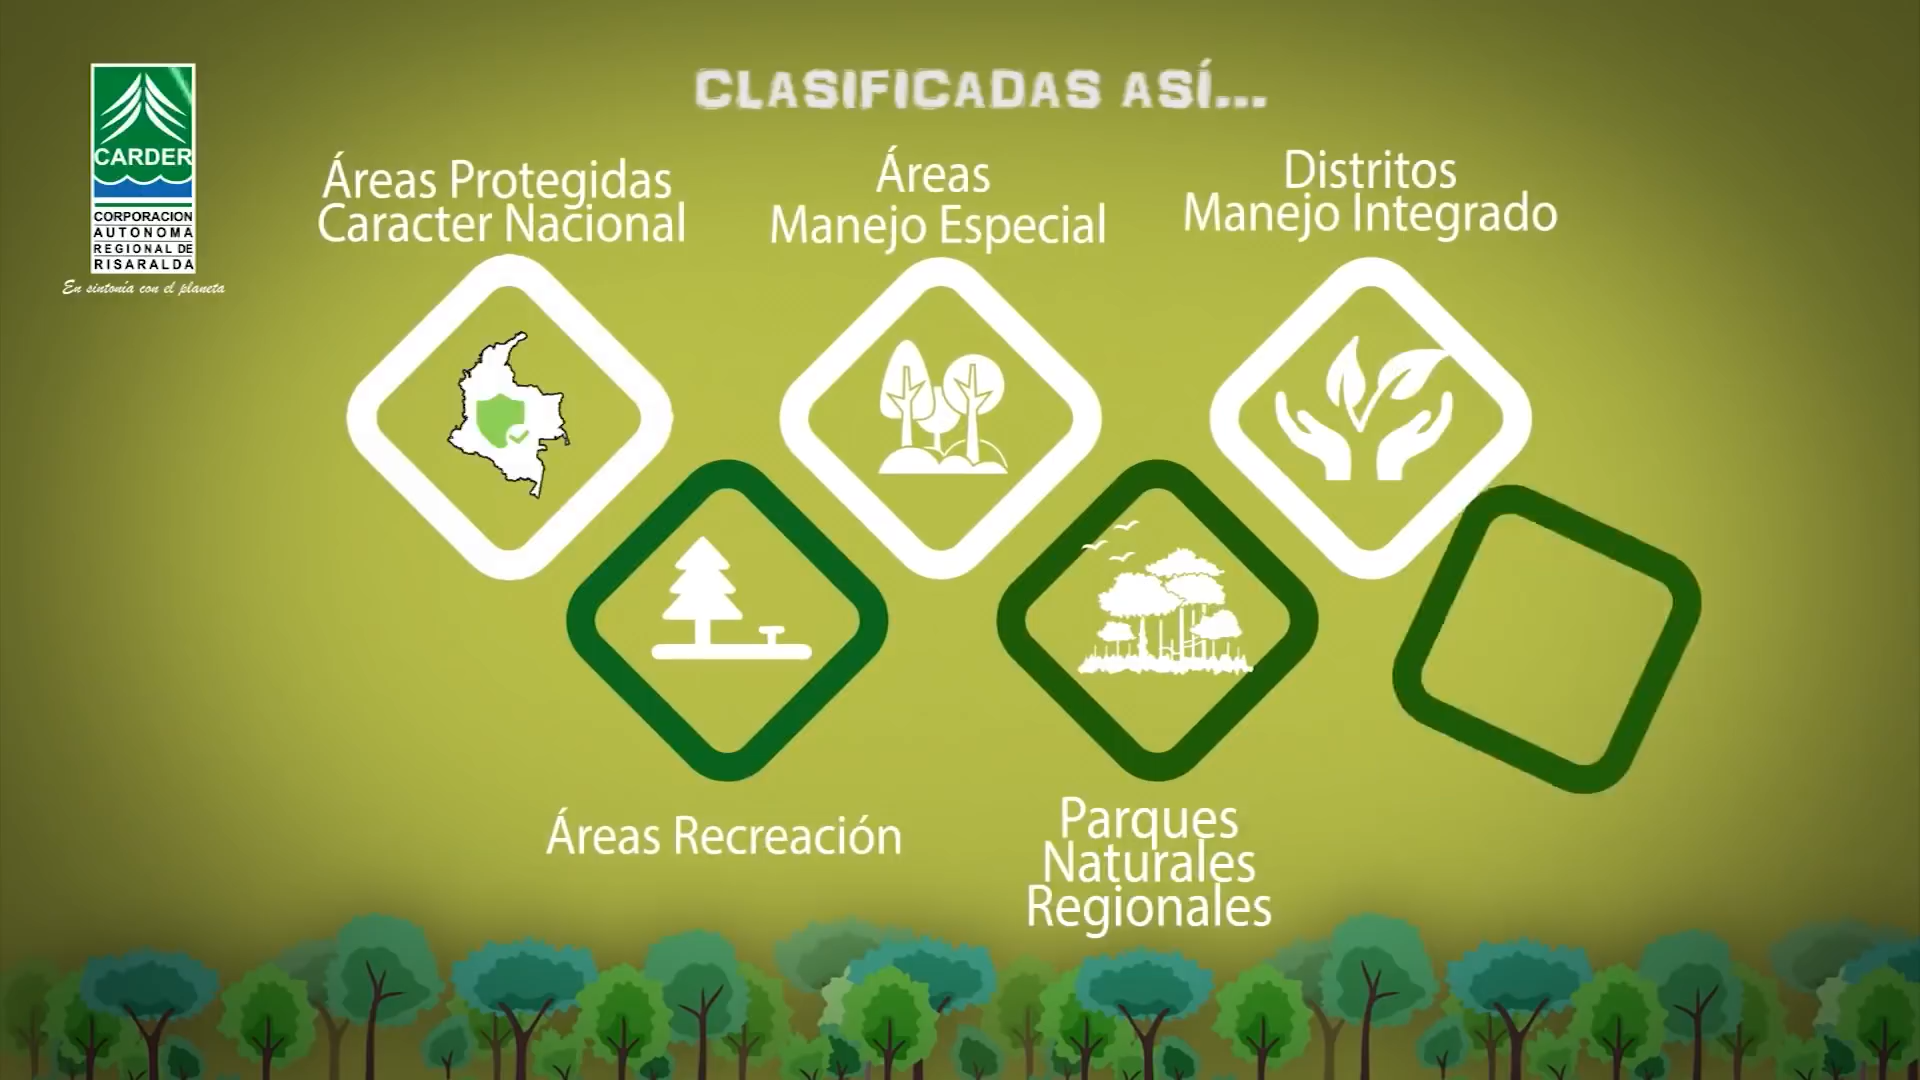 CLASIFICADAS ASÍ...
CARDER
CORPORACION
AUTONOMA
REGIONAL DE
RISARALDA
En sintonía con el planeta
Áreas Protegidas
Caracter Nacional
Áreas
Manejo Especial
Distritos
Manejo Integrado
Áreas Recreación
Parques
Naturales
Regionales